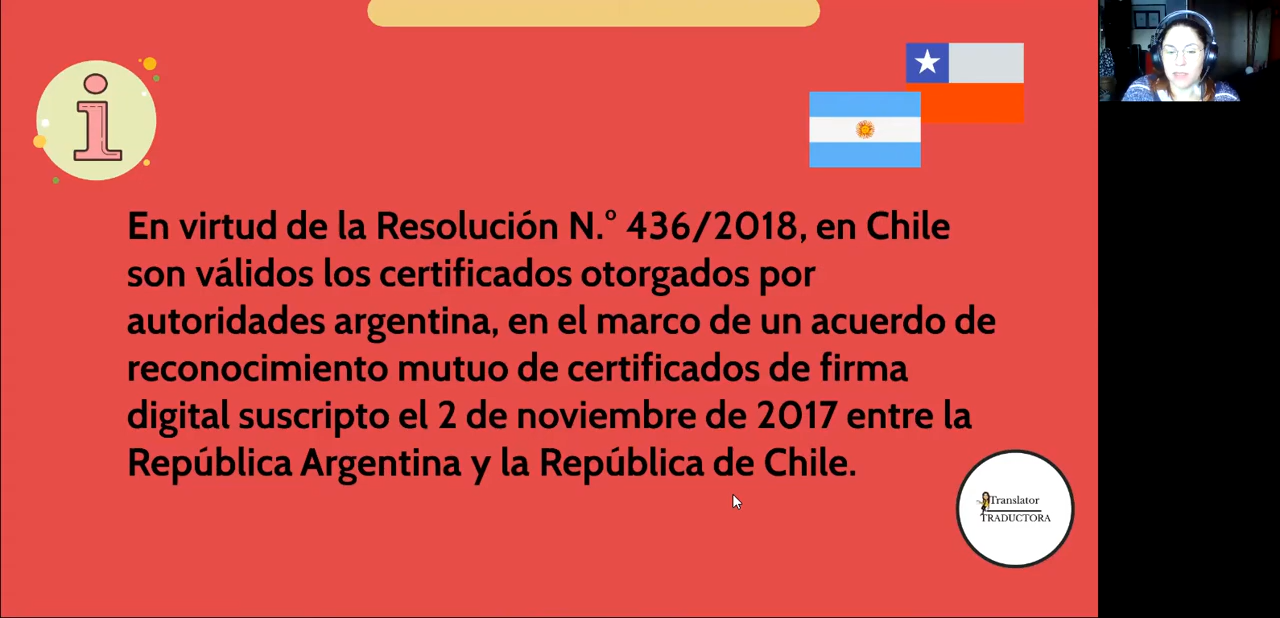 En virtud de la Resolución N.º 436/2018, en Chile
son válidos los certificados otorgados por
autoridades argentina, en el marco de un acuerdo de
reconocimiento mutuo de certificados de firma
digital suscripto el 2 de noviembre de 2017 entre la
República Argentina y la República de Chile.
Translator
TRADUCTORA